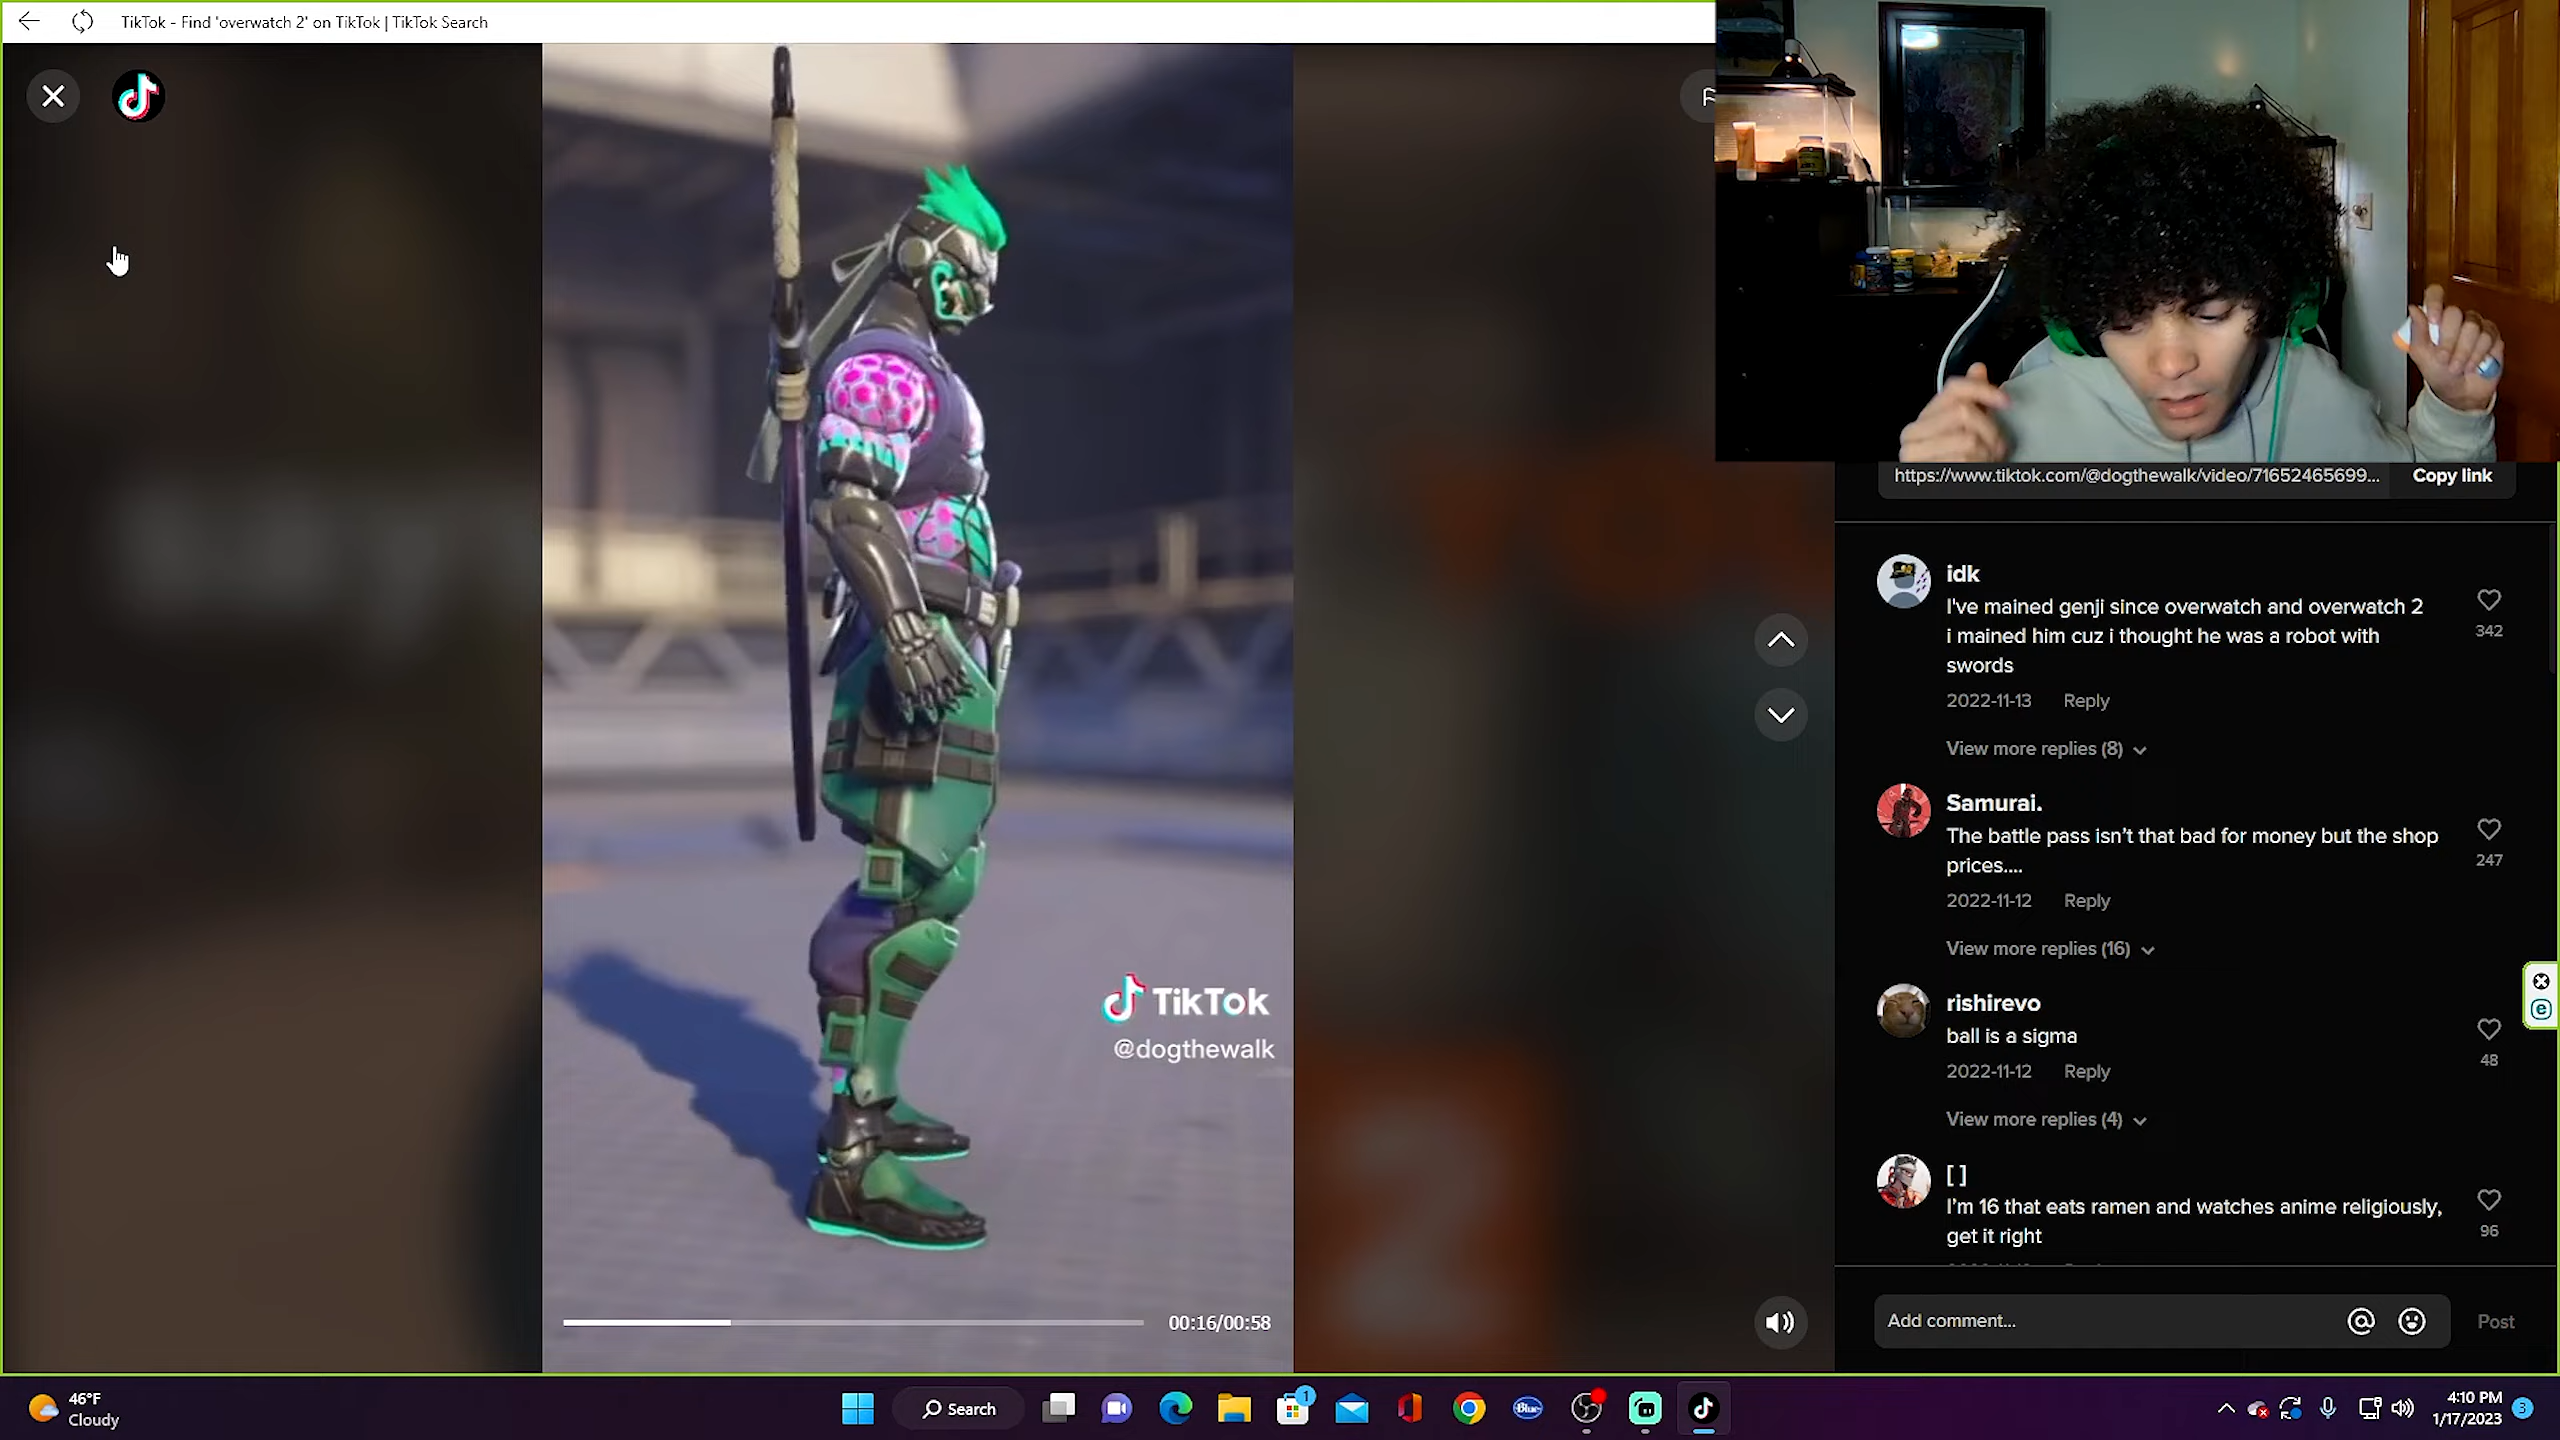 TikTok - Find 'overwatch 2' on TikTok | TikTok Search
https://www.tiktok.com/@dogthewalk/video/71652465699...
Copy link
idk
I've mained genji since overwatch and overwatch 2
i mained him cuz i thought he was a robot with
swords
342
2022-11-13 Reply
View more replies (8)
Samurai.
The battle pass isn't that bad for money but the shop
prices....
247
2022-11-12 Reply
View more replies (16)
TikTok
@dogthewalk
rishirevo
ball is a sigma
48
2022-11-12 Reply
View more replies (4)
[ ]
I'm 16 that eats ramen and watches anime religiously,
get it right
96
00:16/00:58
Add comment...
Post
46°F
Cloudy
Search
1
Blue
4:10 PM
1/17/2023
3